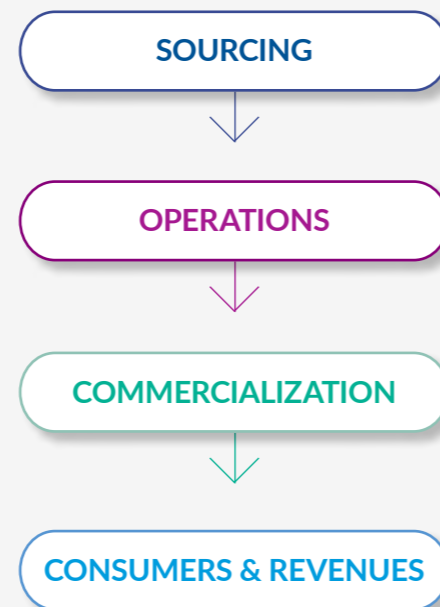 SOURCING
OPERATIONS
COMMERCIALIZATION
CONSUMERS & REVENUES